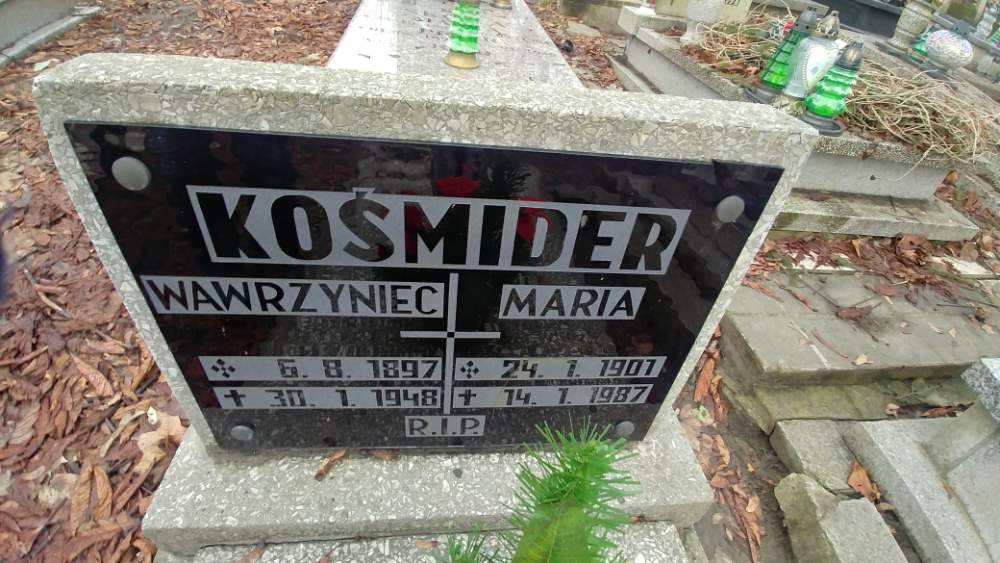 KOŚMIDER
WAWRZYNIEC MARIA
6. 8. 1897 24. 1. 1901
✝ 30. 1. 1948 ✝ 14. 1. 1987
R.I.P.